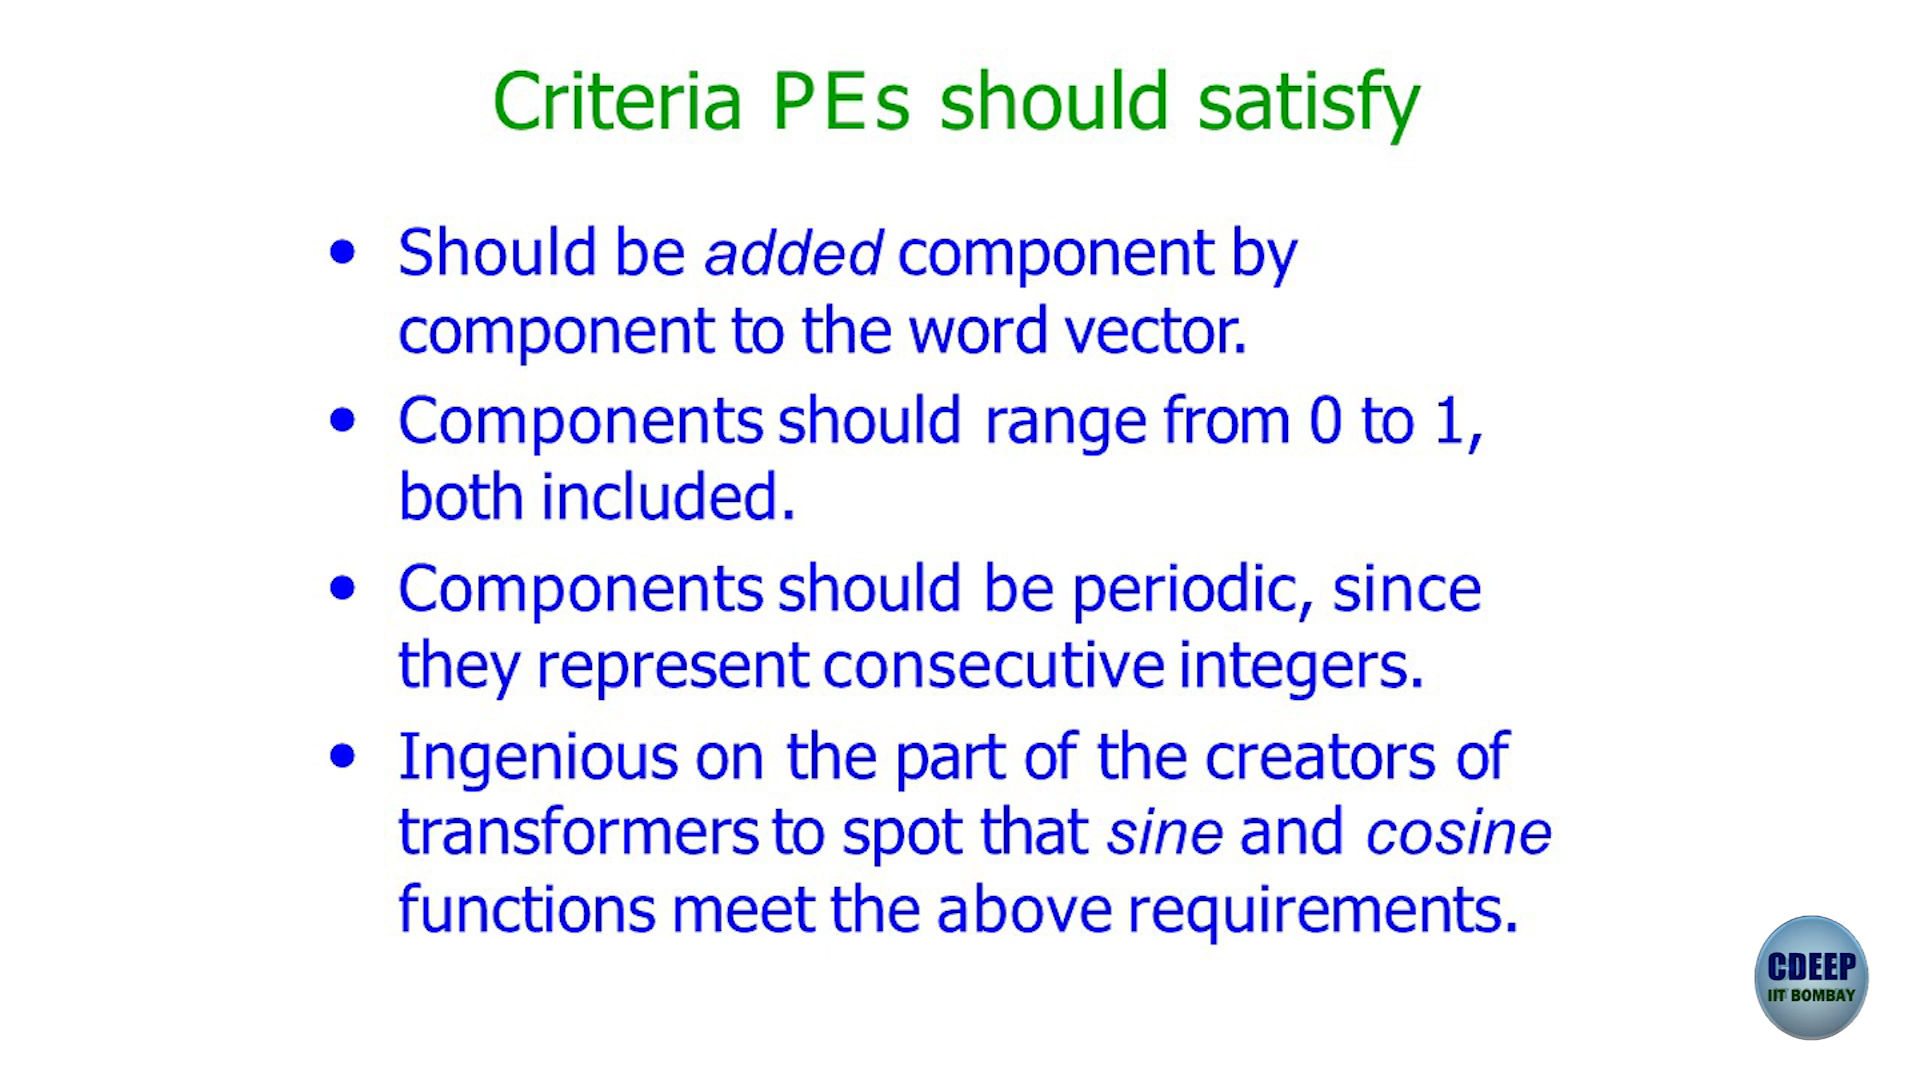 Criteria PEs should satisfy
• Should be added component by
component to the word vector.
• Components should range from 0 to 1,
both included.
• Components should be periodic, since
they represent consecutive integers.
• Ingenious on the part of the creators of
transformers to spot that sine and cosine
functions meet the above requirements.
CDEEP
IIT BOMBAY